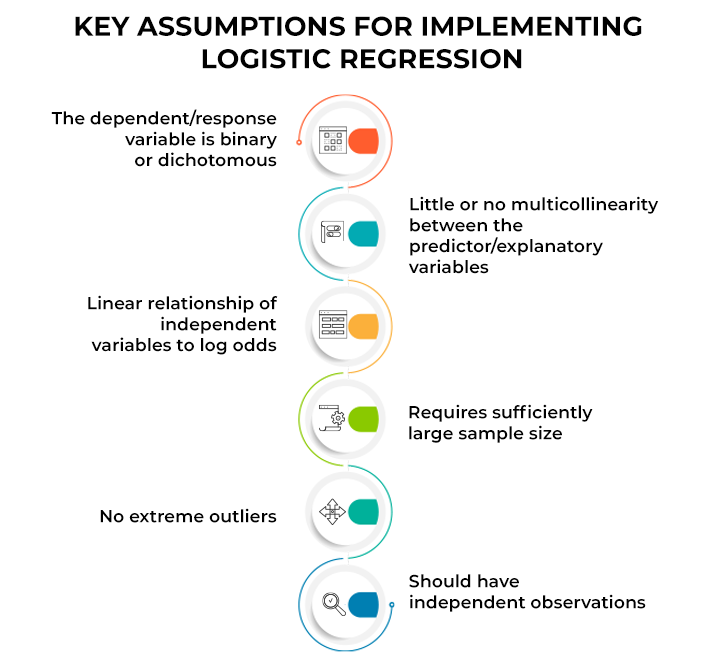 KEY ASSUMPTIONS FOR IMPLEMENTING
LOGISTIC REGRESSION
The dependent/response
variable is binary
or dichotomous
Little or no multicollinearity
between the
predictor/explanatory
variables
Linear relationship of
independent
variables to log odds
Requires sufficiently
large sample size
No extreme outliers
Should have
independent observations